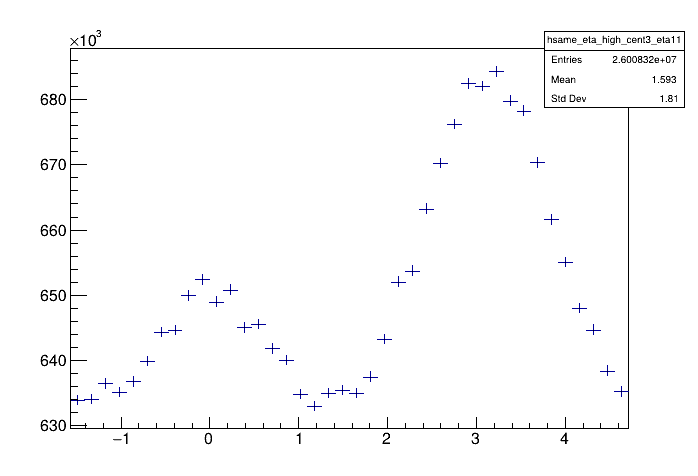 ×10³
hsame_eta_high_cent3_eta11
Entries 2.600832e+07
Mean 1.593
Std Dev 1.81
680
670
660
650
640
630
−1 0 1 2 3 4